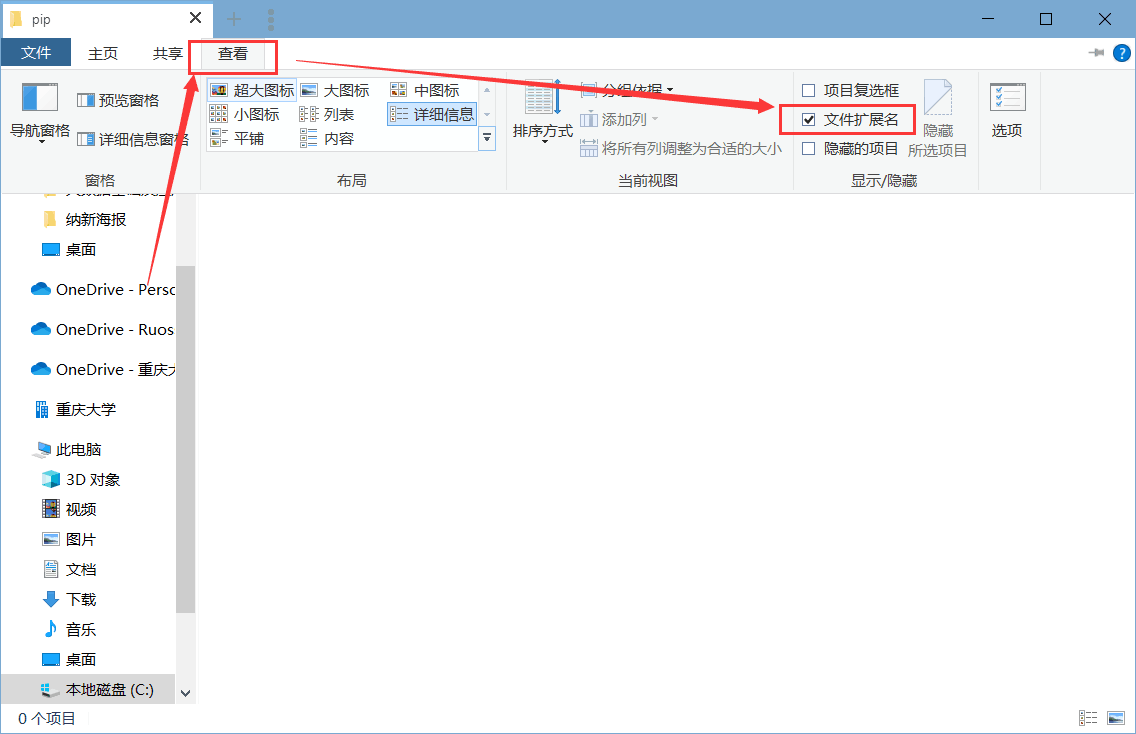 pip
文件 主页 共享 查看
超大图标 大图标 中图标
项目复选框
预览窗格
小图标 列表 详细信息
添加列
文件扩展名
导航窗格
排序方式
隐藏
所选项目
选项
详细信息窗格
平铺 内容
将所有列调整为合适的大小
隐藏的项目
窗格 布局 当前视图 显示/隐藏
分组依据
纳新海报
桌面
OneDrive - Perso
OneDrive - Ruos
OneDrive - 重庆大
重庆大学
此电脑
3D 对象
视频
图片
文档
下载
音乐
桌面
本地磁盘 (C:)
0 个项目